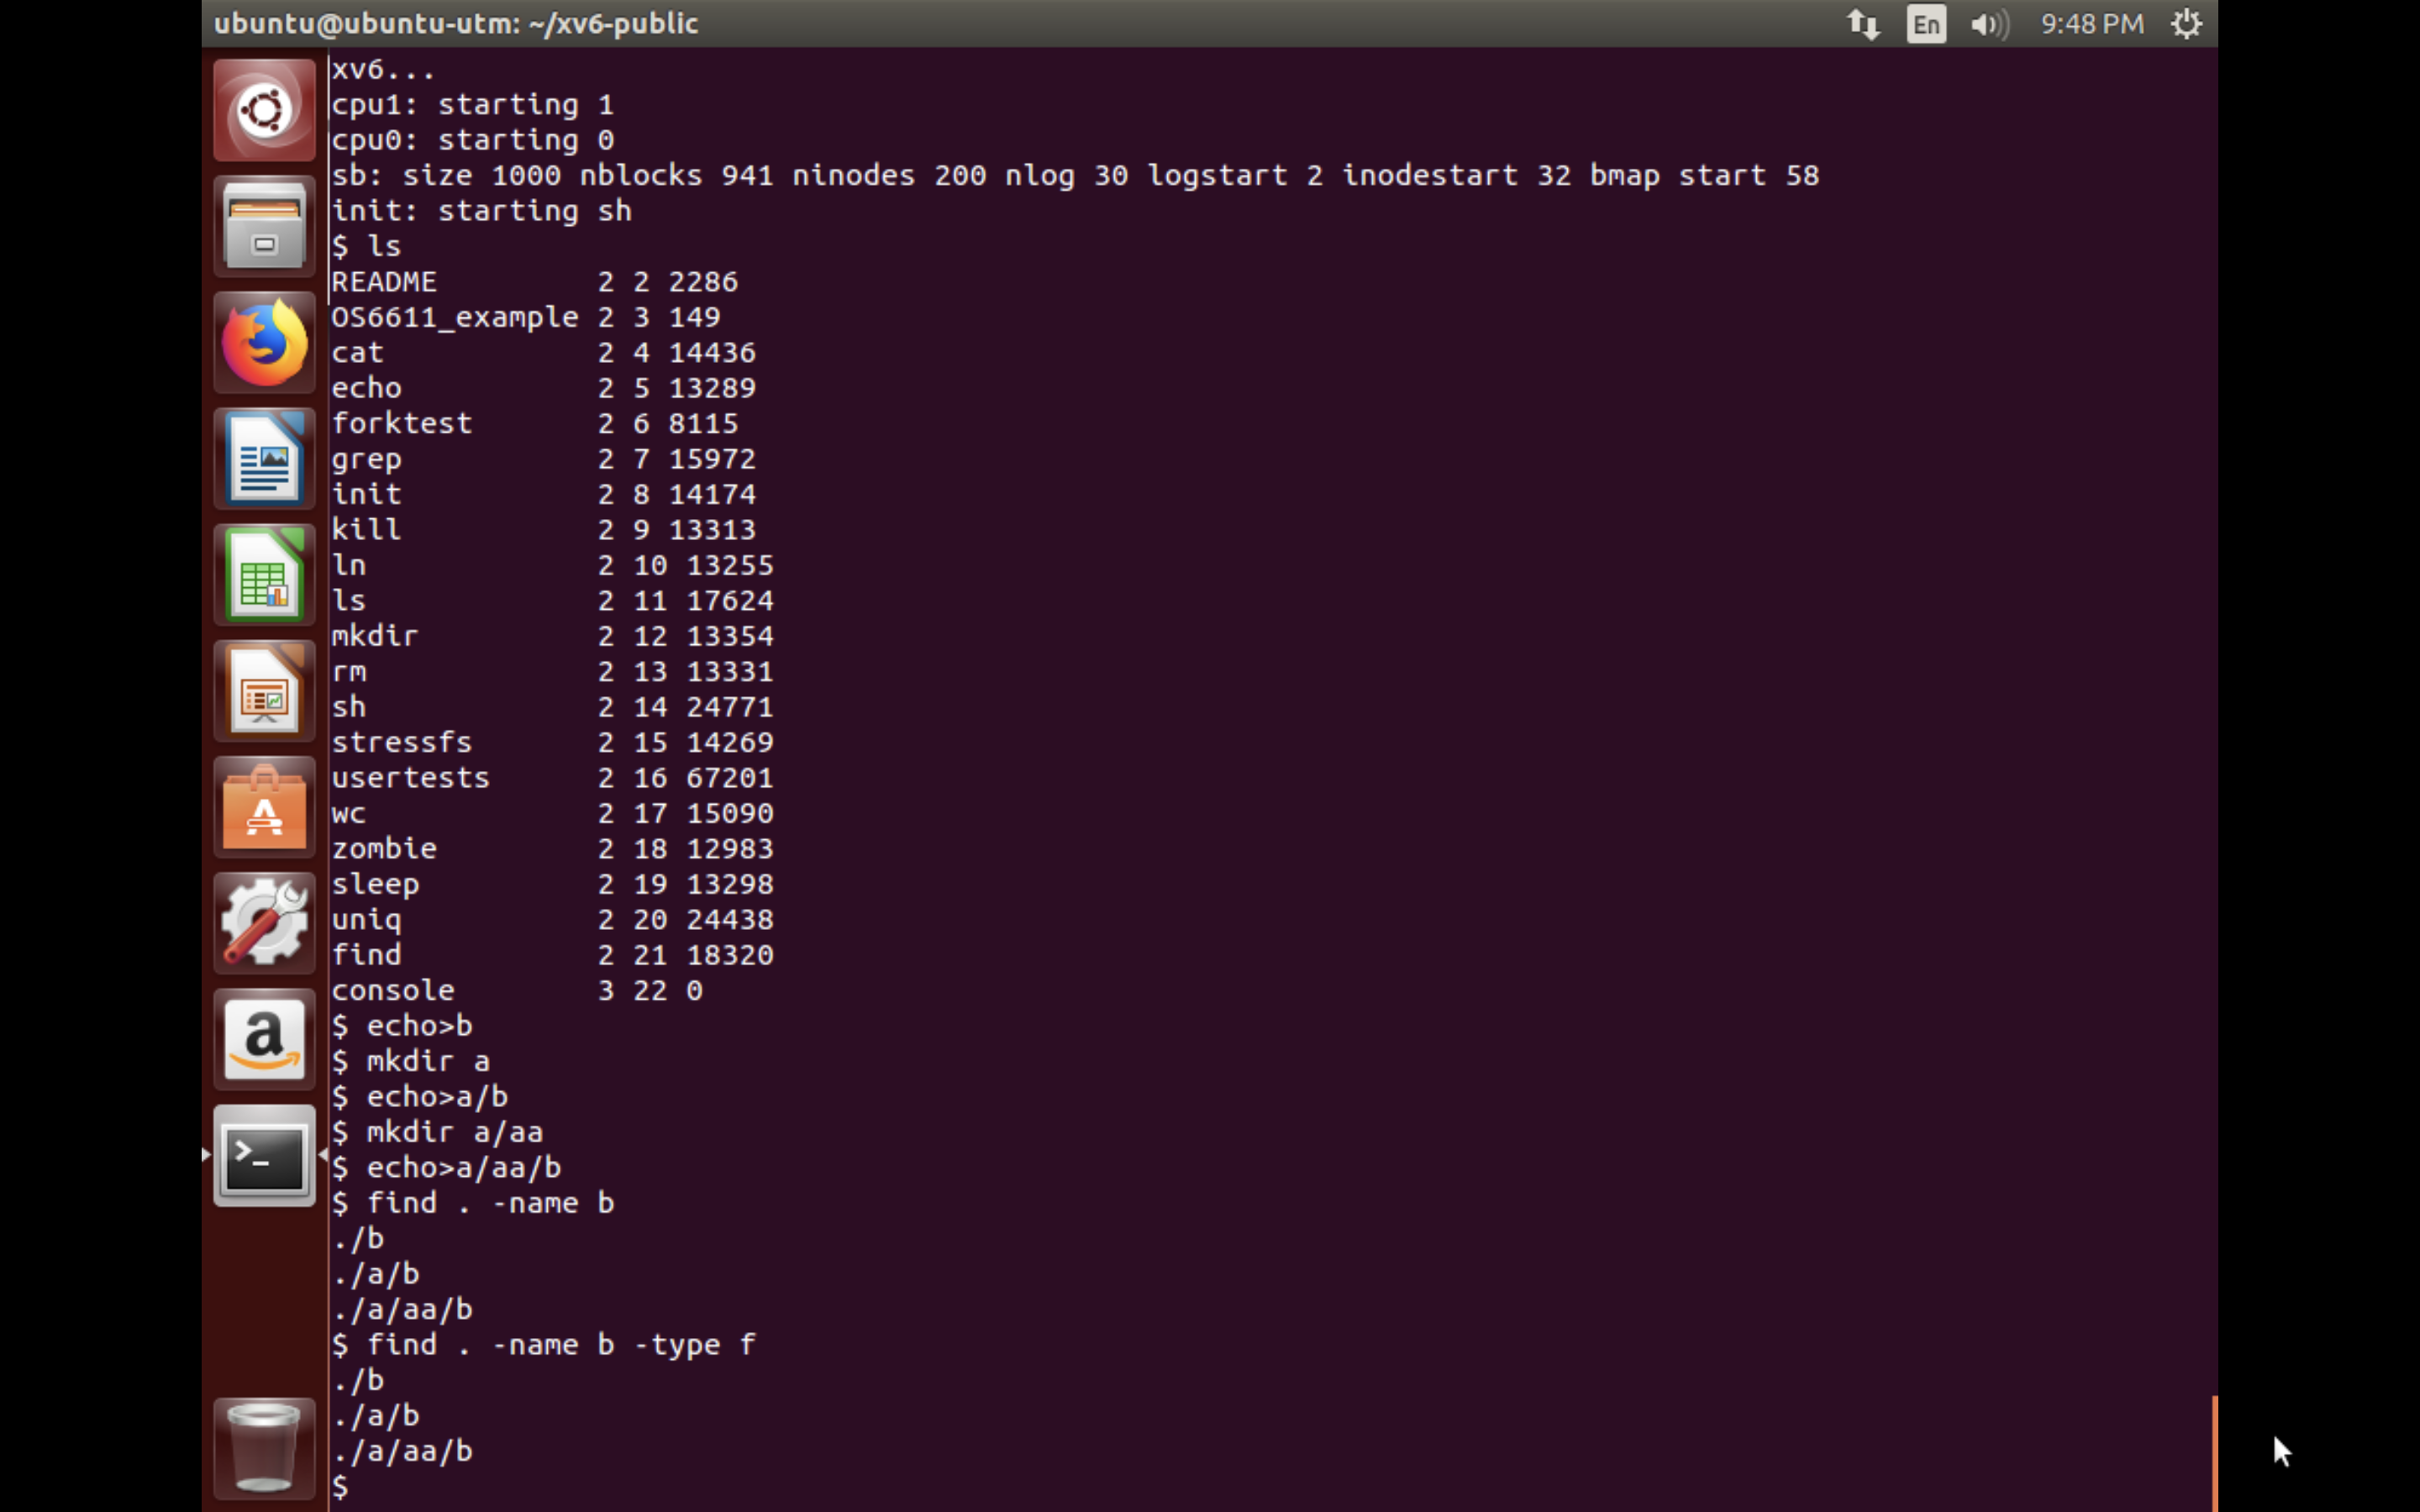 ubuntu@ubuntu-utm: ~/xv6-public En 9:48 PM
xv6...
cpu1: starting 1
cpu0: starting 0
sb: size 1000 nblocks 941 ninodes 200 nlog 30 logstart 2 inodestart 32 bmap start 58
init: starting sh
$ ls
README         2 2 2286
OS6611_example 2 3 149
cat            2 4 14436
echo           2 5 13289
forktest       2 6 8115
grep           2 7 15972
init           2 8 14174
kill           2 9 13313
ln             2 10 13255
ls             2 11 17624
mkdir          2 12 13354
rm             2 13 13331
sh             2 14 24771
stressfs       2 15 14269
usertests      2 16 67201
wc             2 17 15090
zombie         2 18 12983
sleep          2 19 13298
uniq           2 20 24438
find           2 21 18320
console        3 22 0
$ echo>b
$ mkdir a
$ echo>a/b
$ mkdir a/aa
$ echo>a/aa/b
$ find . -name b
./b
./a/b
./a/aa/b
$ find . -name b -type f
./b
./a/b
./a/aa/b
$